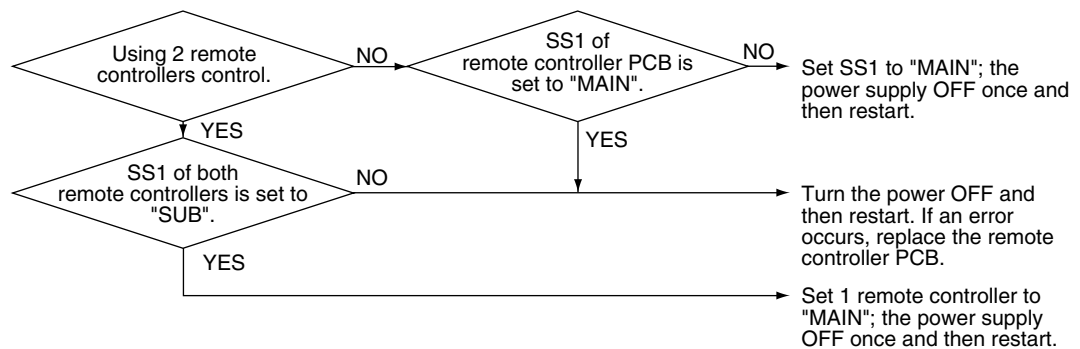 Using 2 remote
controllers control.
NO
SS1 of
remote controller PCB is
set to "MAIN".
NO
Set SS1 to "MAIN"; the
power supply OFF once and
then restart.
YES
YES
SS1 of both
remote controllers is set to
"SUB".
NO
Turn the power OFF and
then restart. If an error
occurs, replace the remote
controller PCB.
YES
Set 1 remote controller to
"MAIN"; the power supply
OFF once and then restart.